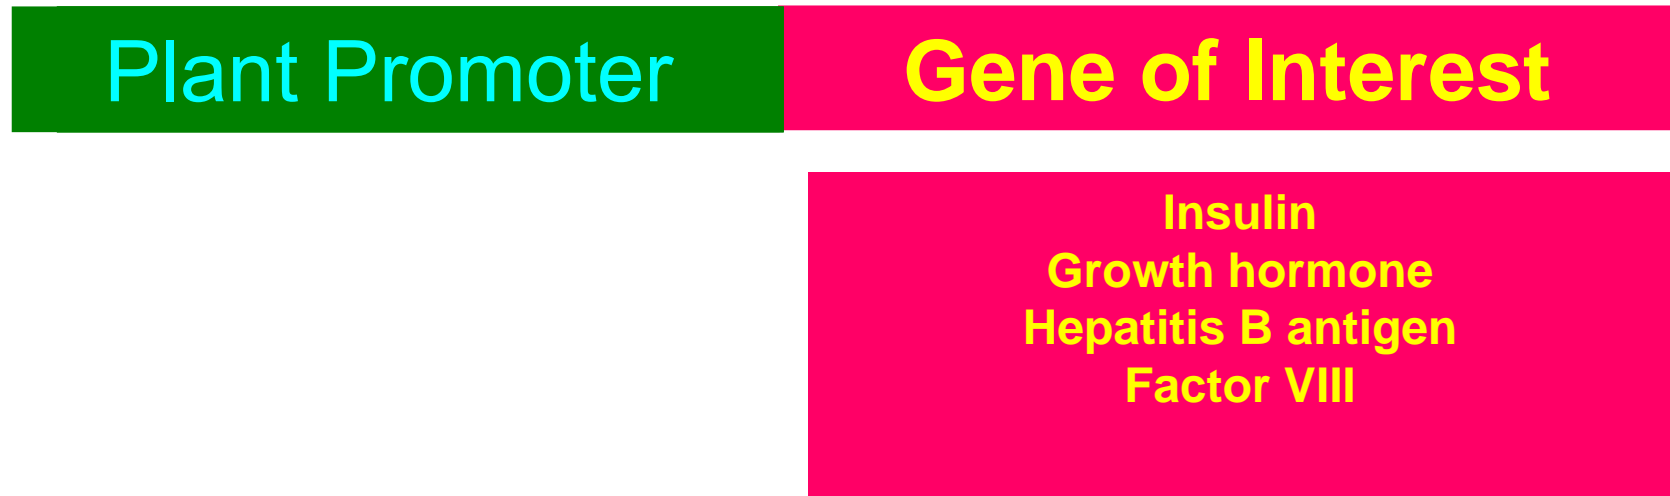 Plant Promoter
Gene of Interest
Insulin
Growth hormone
Hepatitis B antigen
Factor VIII